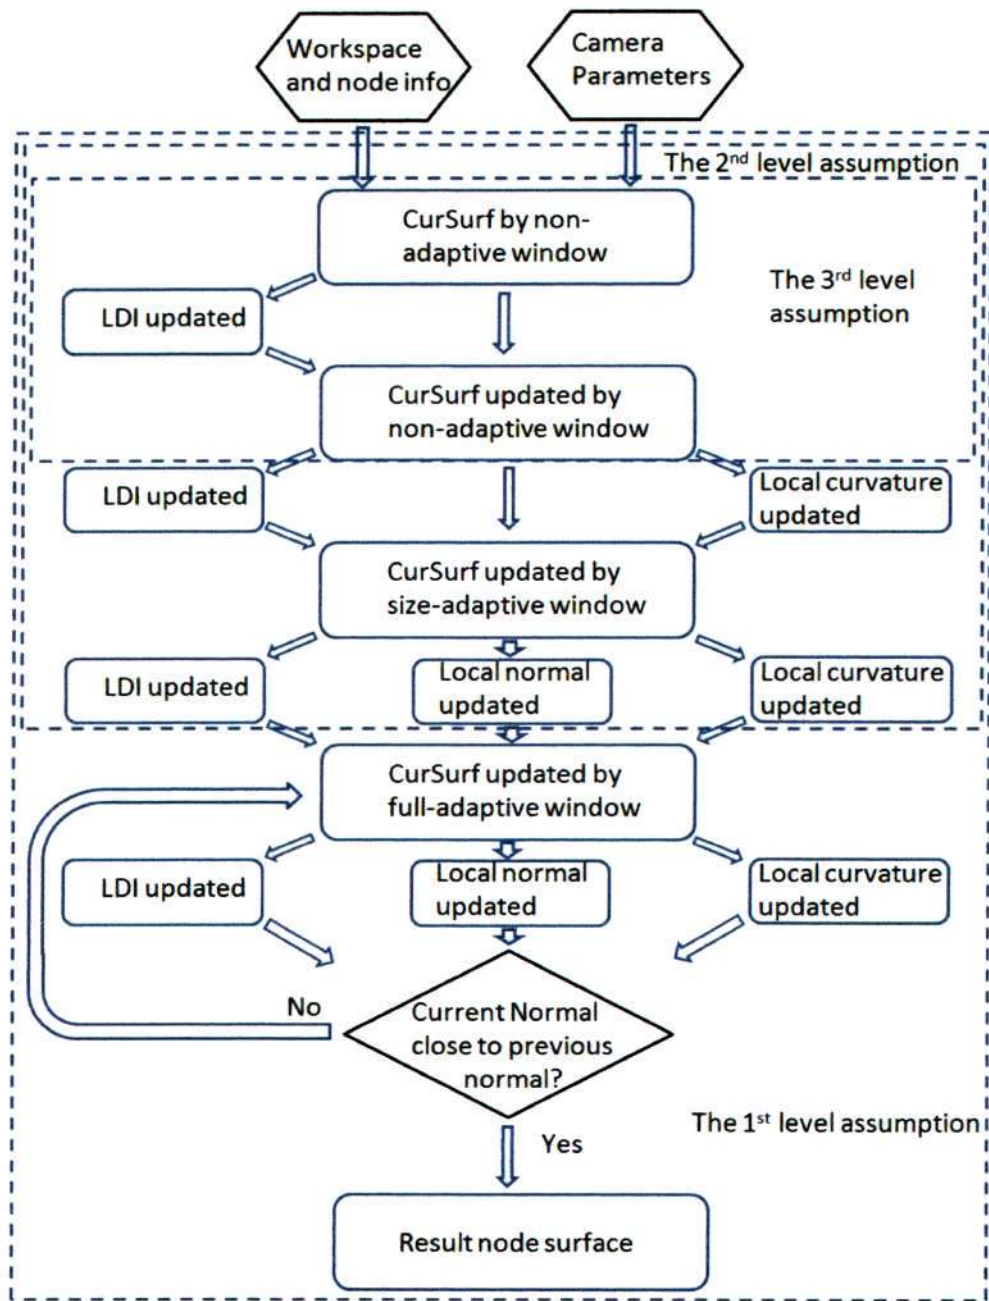 Workspace
and node info
Camera
Parameters
The 2nd level assumption
CurSurf by non-
adaptive window
The 3rd level
assumption
LDI updated
CurSurf updated by
non-adaptive window
LDI updated
Local curvature
updated
CurSurf updated by
size-adaptive window
LDI updated
Local normal
updated
Local curvature
updated
CurSurf updated by
full-adaptive window
LDI updated
Local normal
updated
Local curvature
updated
No
Current Normal
close to previous
normal?
The 1st level assumption
Yes
Result node surface